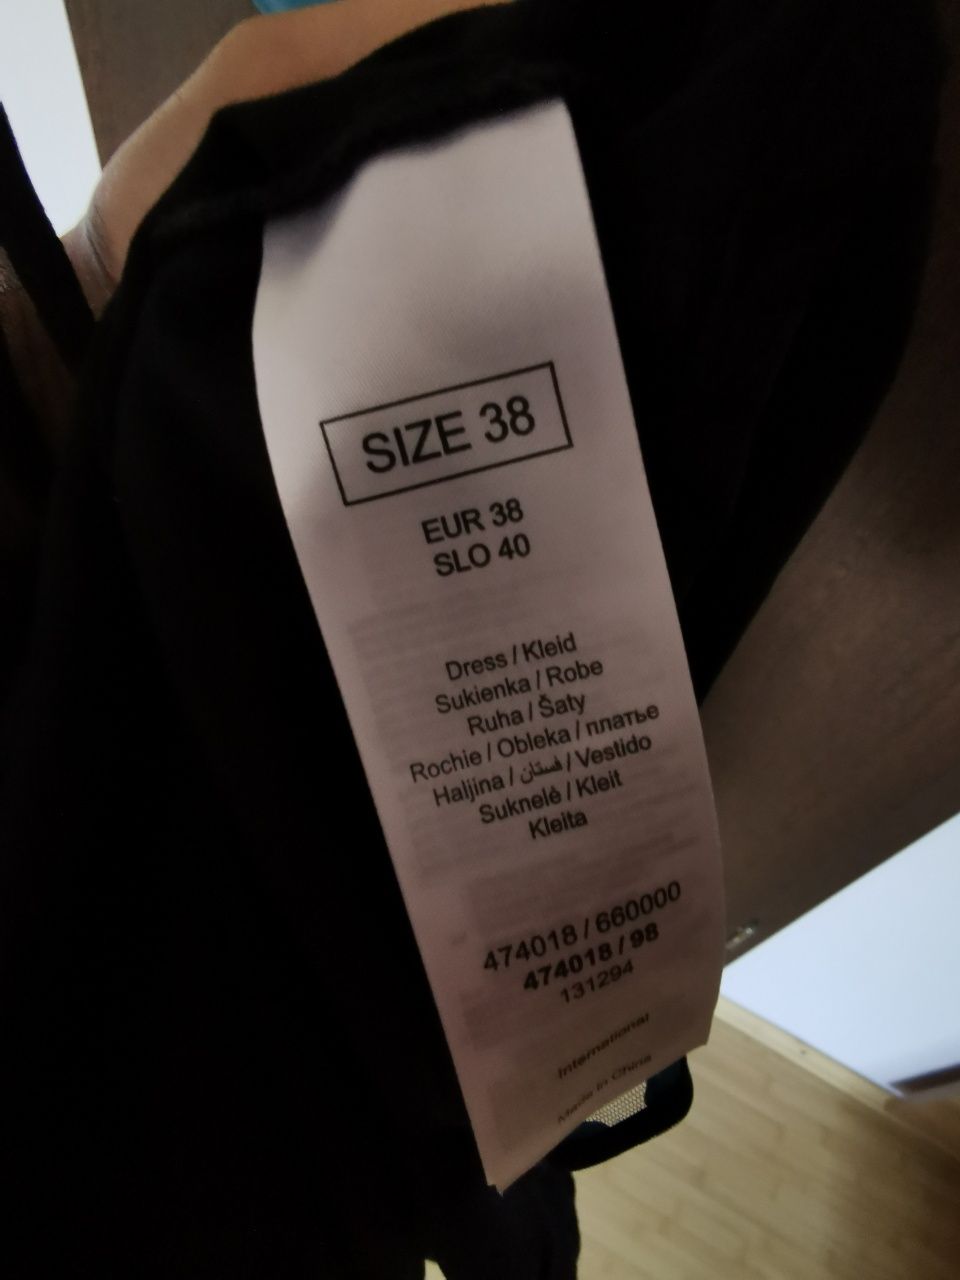 SIZE 38
EUR 38
SLO 40
Dress / Kleid
Sukienka / Robe
Ruha / Šaty
Rochie / Obleka / платье
Haljina / فستان / Vestido
Suknelė / Kleit
Kleita
474018 / 660000
474018 / 98
131294
International
Made in China